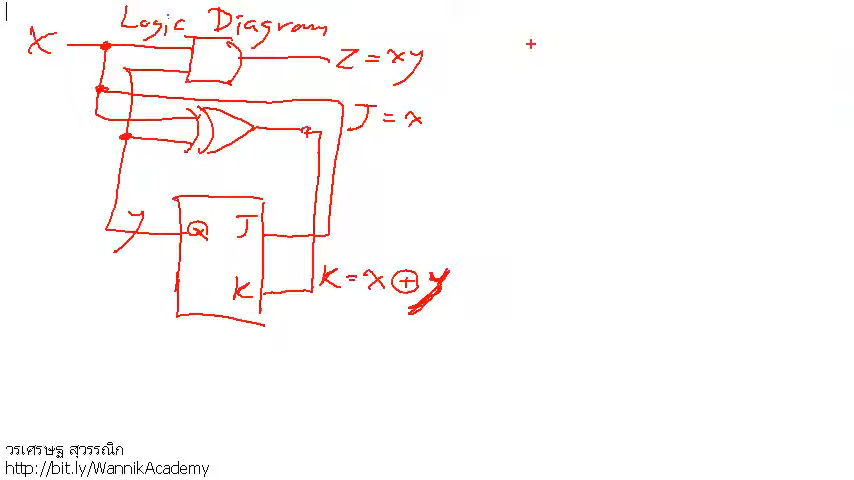 Logic Diagram
X
Z = xy
J = x
y
Q J
K
K = x ⊕ y
วรเศรษฐ สุวรรณิก
http://bit.ly/WannikAcademy